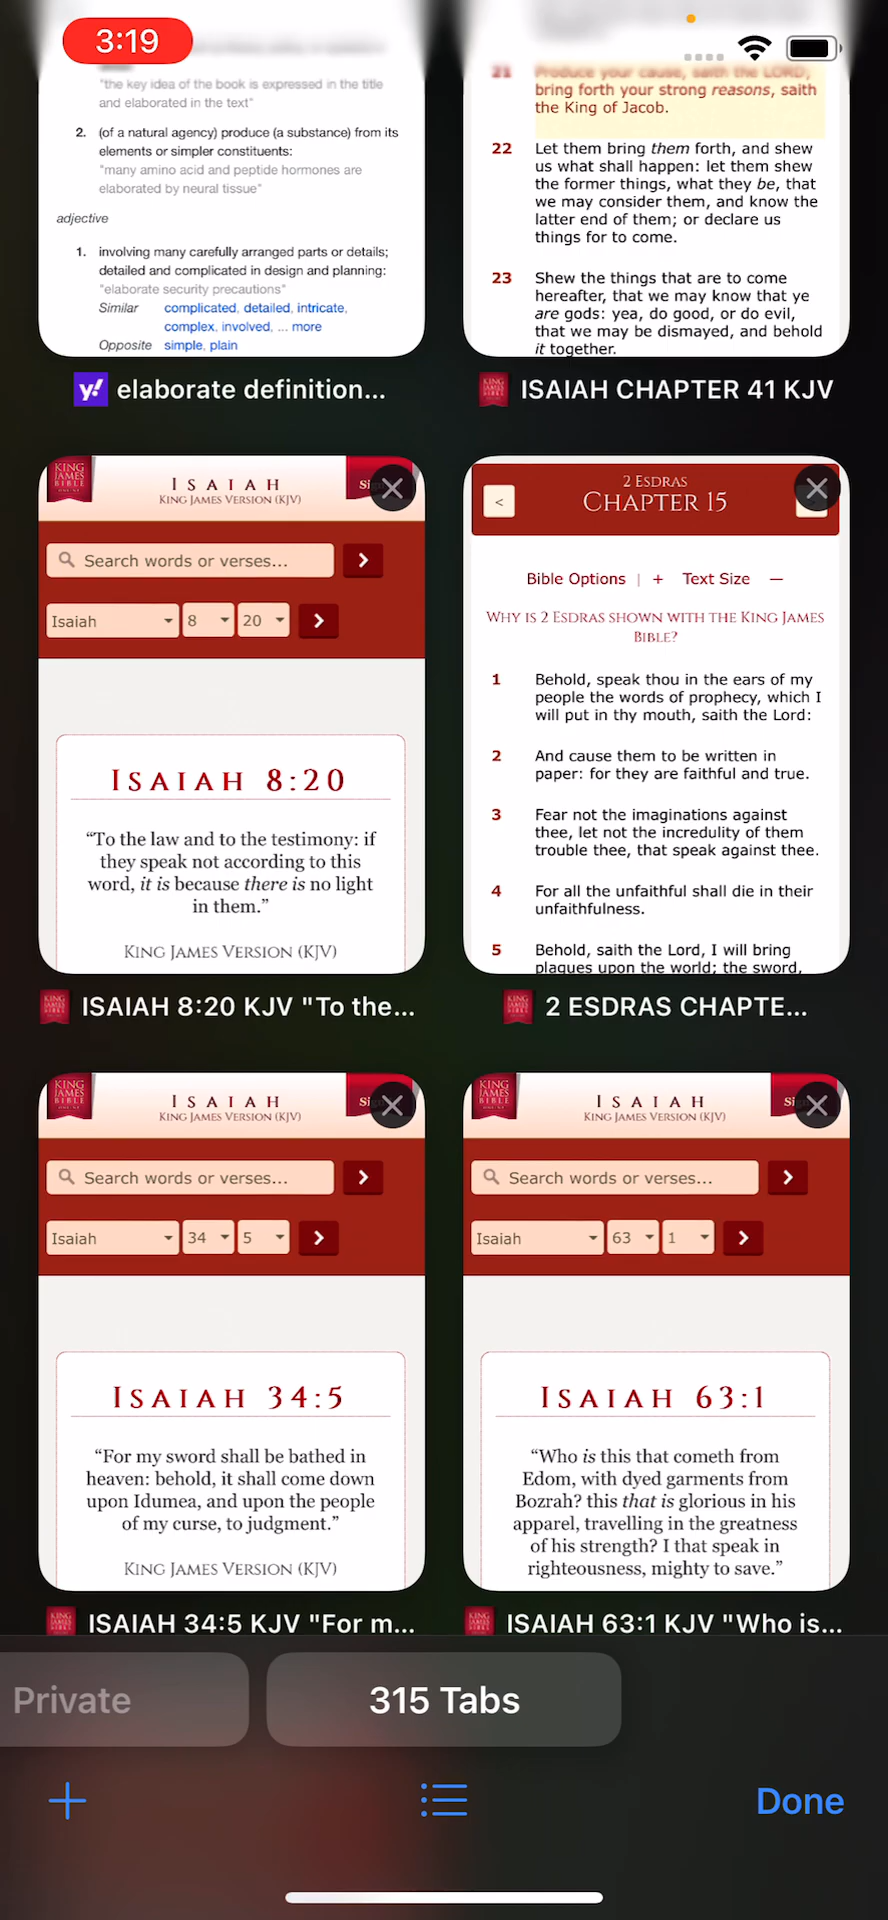 3:19
"the key idea of the book is expressed in the title
and elaborated in the text"
2. (of a natural agency) produce (a substance) from its
elements or simpler constituents:
"many amino acid and peptide hormones are
elaborated by neural tissue"
adjective
1. involving many carefully arranged parts or details;
detailed and complicated in design and planning:
"elaborate security precautions"
Similar complicated, detailed, intricate,
complex, involved, ... more
Opposite simple, plain
y! elaborate definition...
21 Produce your cause, saith the LORD;
bring forth your strong reasons, saith
the King of Jacob.
22 Let them bring them forth, and shew
us what shall happen: let them shew
the former things, what they be, that
we may consider them, and know the
latter end of them; or declare us
things for to come.
23 Shew the things that are to come
hereafter, that we may know that ye
are gods: yea, do good, or do evil,
that we may be dismayed, and behold
it together.
ISAIAH CHAPTER 41 KJV
KING
JAMES
BIBLE
ISAIAH
KING JAMES VERSION (KJV)
Si
Search words or verses...
Isaiah 8 20
ISAIAH 8:20
“To the law and to the testimony: if
they speak not according to this
word, it is because there is no light
in them.”
KING JAMES VERSION (KJV)
ISAIAH 8:20 KJV "To the...
<
2 ESDRAS
CHAPTER 15
Bible Options | + Text Size —
WHY IS 2 ESDRAS SHOWN WITH THE KING JAMES
BIBLE?
1 Behold, speak thou in the ears of my
people the words of prophecy, which I
will put in thy mouth, saith the Lord:
2 And cause them to be written in
paper: for they are faithful and true.
3 Fear not the imaginations against
thee, let not the incredulity of them
trouble thee, that speak against thee.
4 For all the unfaithful shall die in their
unfaithfulness.
5 Behold, saith the Lord, I will bring
plagues upon the world; the sword,
2 ESDRAS CHAPTE...
KING
JAMES
BIBLE
ISAIAH
KING JAMES VERSION (KJV)
Si
Search words or verses...
Isaiah 34 5
ISAIAH 34:5
“For my sword shall be bathed in
heaven: behold, it shall come down
upon Idumea, and upon the people
of my curse, to judgment.”
KING JAMES VERSION (KJV)
ISAIAH 34:5 KJV "For m...
KING
JAMES
BIBLE
ISAIAH
KING JAMES VERSION (KJV)
Si
Search words or verses...
Isaiah 63 1
ISAIAH 63:1
“Who is this that cometh from
Edom, with dyed garments from
Bozrah? this that is glorious in his
apparel, travelling in the greatness
of his strength? I that speak in
righteousness, mighty to save.”
ISAIAH 63:1 KJV "Who is...
Private
315 Tabs
Done